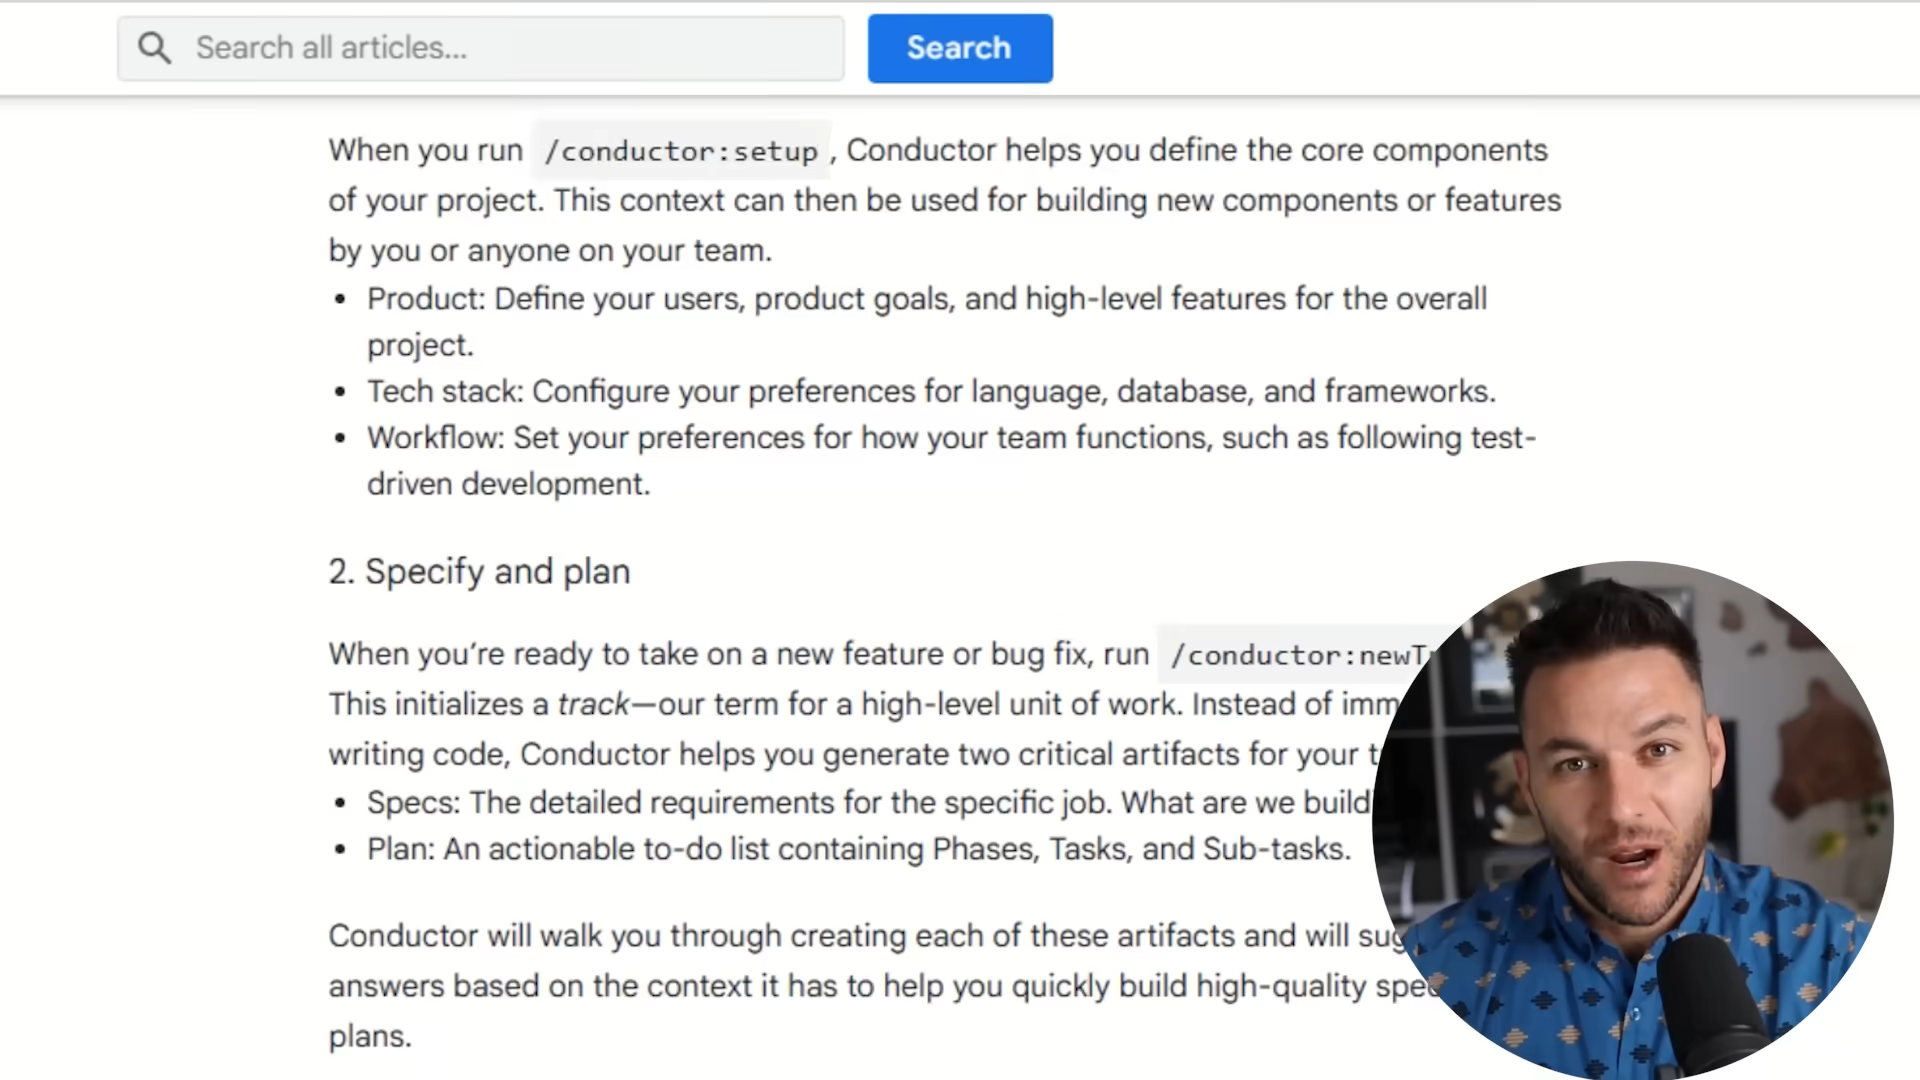 Search all articles...
Search
When you run /conductor:setup , Conductor helps you define the core components
of your project. This context can then be used for building new components or features
by you or anyone on your team.
• Product: Define your users, product goals, and high-level features for the overall
project.
• Tech stack: Configure your preferences for language, database, and frameworks.
• Workflow: Set your preferences for how your team functions, such as following test-
driven development.
2. Specify and plan
When you’re ready to take on a new feature or bug fix, run /conductor:newT
This initializes a track—our term for a high-level unit of work. Instead of imm
writing code, Conductor helps you generate two critical artifacts for your t
• Specs: The detailed requirements for the specific job. What are we build
• Plan: An actionable to-do list containing Phases, Tasks, and Sub-tasks.
Conductor will walk you through creating each of these artifacts and will sug
answers based on the context it has to help you quickly build high-quality spec
plans.